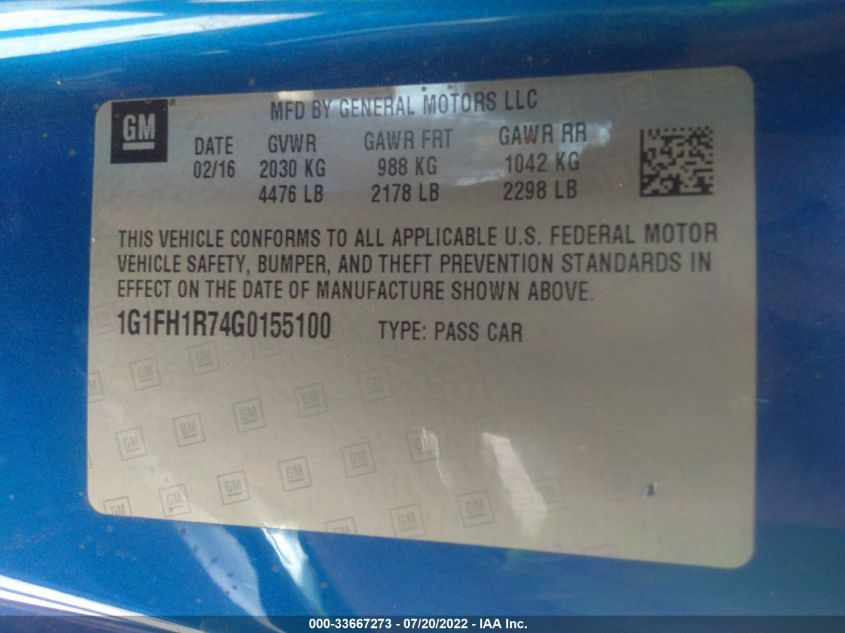 GM
MFD BY GENERAL MOTORS LLC
DATE GVWR GAWR FRT GAWR RR
02/16 2030 KG 988 KG 1042 KG
4476 LB 2178 LB 2298 LB
THIS VEHICLE CONFORMS TO ALL APPLICABLE U.S. FEDERAL MOTOR
VEHICLE SAFETY, BUMPER, AND THEFT PREVENTION STANDARDS IN
EFFECT ON THE DATE OF MANUFACTURE SHOWN ABOVE.
1G1FH1R74G0155100 TYPE: PASS CAR
000-33667273 - 07/20/2022 - IAA Inc.